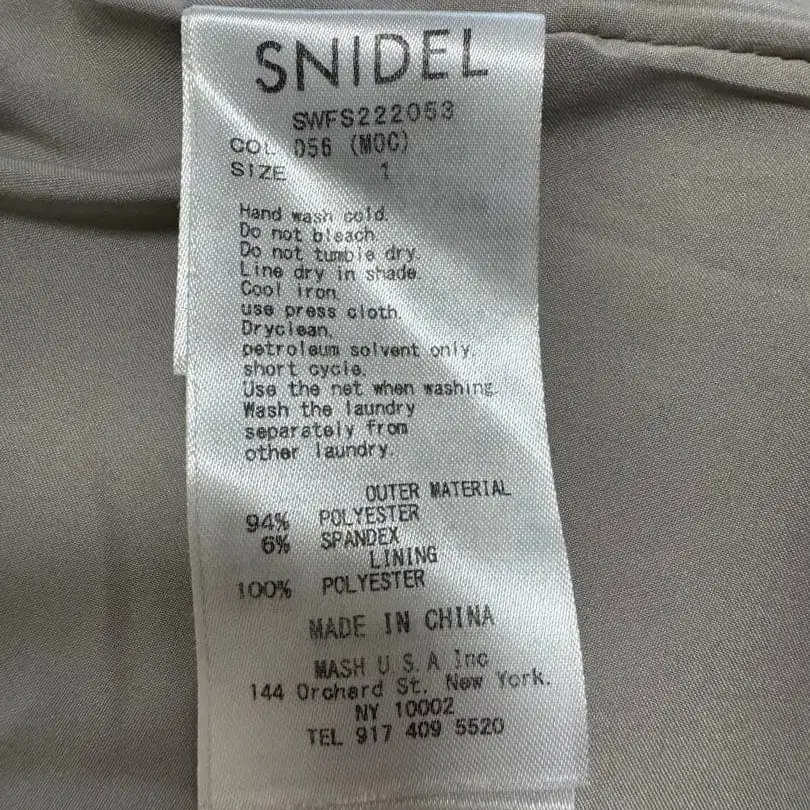 SNIDEL
SWFS222053
COL 056 (MOC)
SIZE 1
Hand wash cold.
Do not bleach.
Do not tumble dry.
Line dry in shade.
Cool iron.
use press cloth.
Dryclean.
petroleum solvent only.
short cycle.
Use the net when washing.
Wash the laundry
separately from
other laundry.
OUTER MATERIAL
94% POLYESTER
6% SPANDEX
LINING
100% POLYESTER
MADE IN CHINA
MASH U.S.A Inc
144 Orchard St. New York.
NY 10002
TEL 917 409 5520